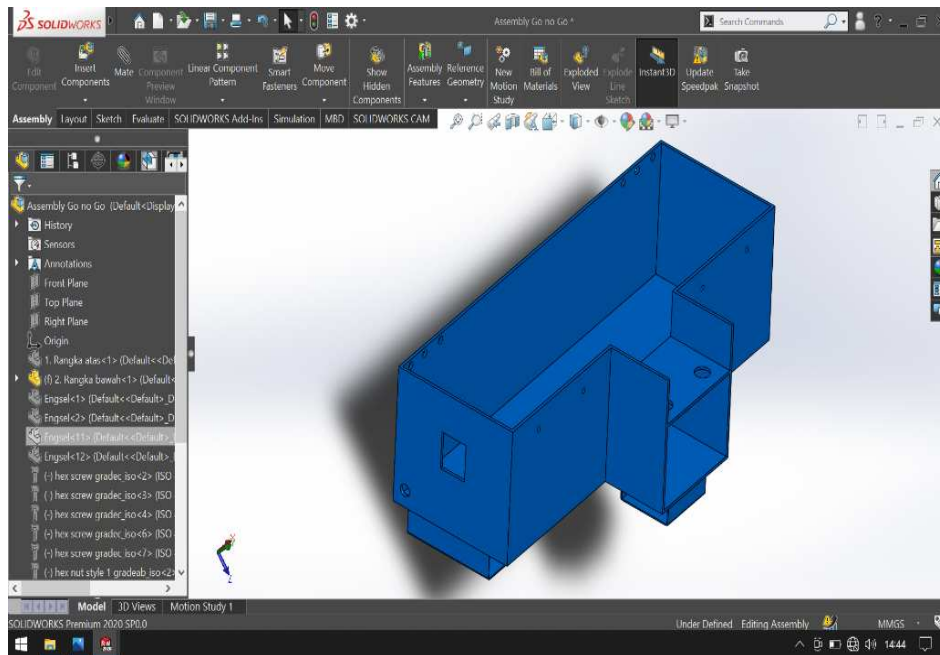 SOLIDWORKS
Assembly Go no Go *
Search Commands
Edit Component
Insert Components
Mate
Component Preview Window
Linear Component Pattern
Smart Fasteners
Move Component
Show Hidden Components
Assembly Features
Reference Geometry
New Motion Study
Bill of Materials
Exploded View
Explode Line Sketch
Instant3D
Update Speedpak
Take Snapshot
Assembly Layout Sketch Evaluate SOLIDWORKS Add-Ins Simulation MBD SOLIDWORKS CAM
Assembly Go no Go (Default<Display
History
Sensors
Annotations
Front Plane
Top Plane
Right Plane
Origin
1. Rangka atas<1> (Default<<De
(f) 2. Rangka bawah<1> (Default<
Engsel<1> (Default<<Default>_D
Engsel<2> (Default<<Default>_D
Engsel<11> (Default<<Default>_
Engsel<12> (Default<<Default>_
(-) hex screw gradec_iso<2> (ISO
(-) hex screw gradec_iso<3> (ISO
(-) hex screw gradec_iso<4> (ISO
(-) hex screw gradec_iso<6> (ISO
(-) hex screw gradec_iso<7> (ISO
(-) hex nut style 1 gradeab_iso<2>
X
Z
Model 3D Views Motion Study 1
SOLIDWORKS Premium 2020 SP0.0
Under Defined Editing Assembly MMGS
14:44